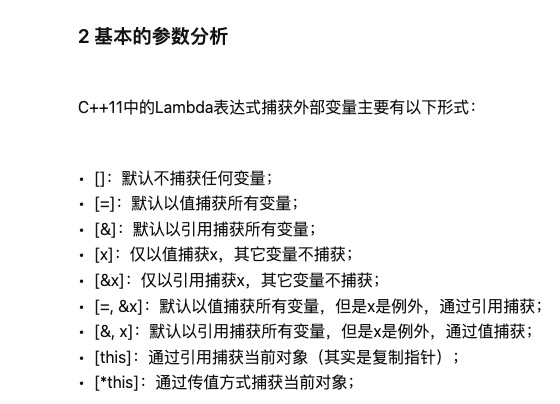 2 基本的参数分析
C++11中的Lambda表达式捕获外部变量主要有以下形式：
• []：默认不捕获任何变量；
• [=]：默认以值捕获所有变量；
• [&]：默认以引用捕获所有变量；
• [x]：仅以值捕获x，其它变量不捕获；
• [&x]：仅以引用捕获x，其它变量不捕获；
• [=, &x]：默认以值捕获所有变量，但是x是例外，通过引用捕获；
• [&, x]：默认以引用捕获所有变量，但是x是例外，通过值捕获；
• [this]：通过引用捕获当前对象（其实是复制指针）；
• [*this]：通过传值方式捕获当前对象；